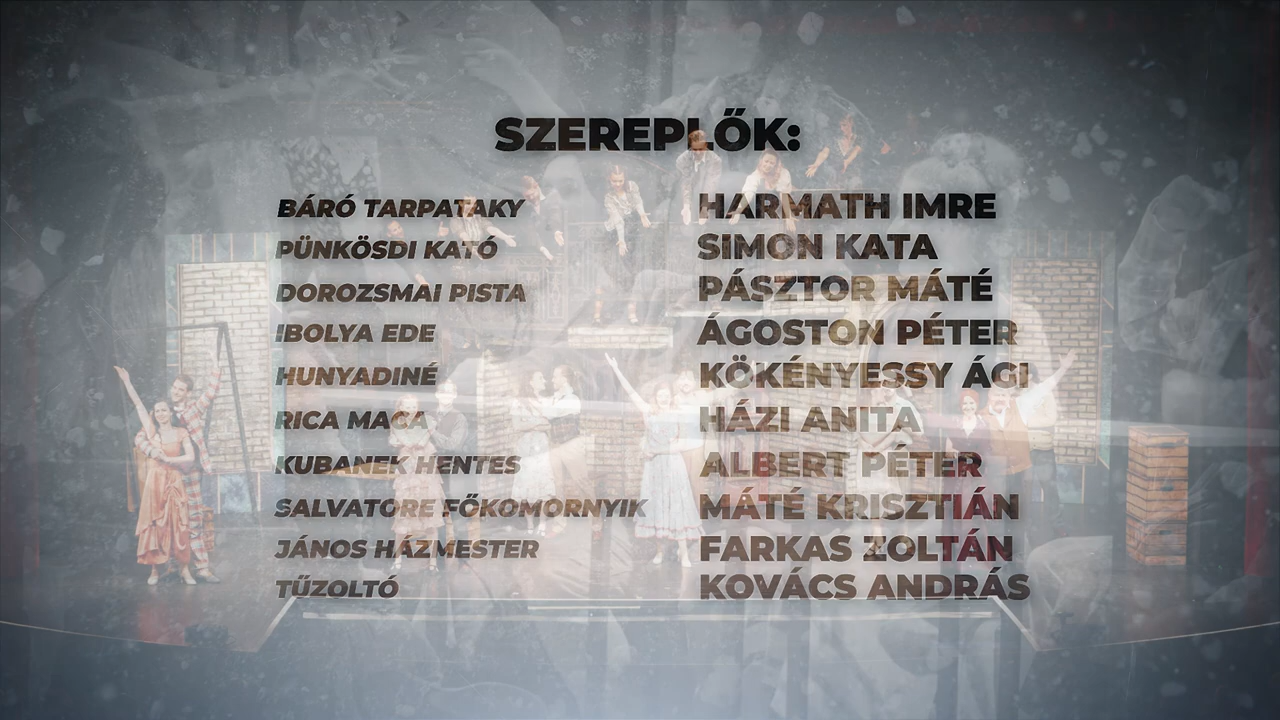 SZEREPLŐK:
BÁRÓ TARPATAKY HARMATH IMRE
PÜNKÖSDI KATÓ SIMON KATA
DOROZSMAI PISTA PÁSZTOR MÁTÉ
IBOLYA EDE ÁGOSTON PÉTER
HUNYADINÉ KÖKÉNYESSY ÁGI
RICA MACA HÁZI ANITA
KUBANEK HENTES ALBERT PÉTER
SALVATORE FŐKOMORNYIK MÁTÉ KRISZTIÁN
JÁNOS HÁZMESTER FARKAS ZOLTÁN
TŰZOLTÓ KOVÁCS ANDRÁS